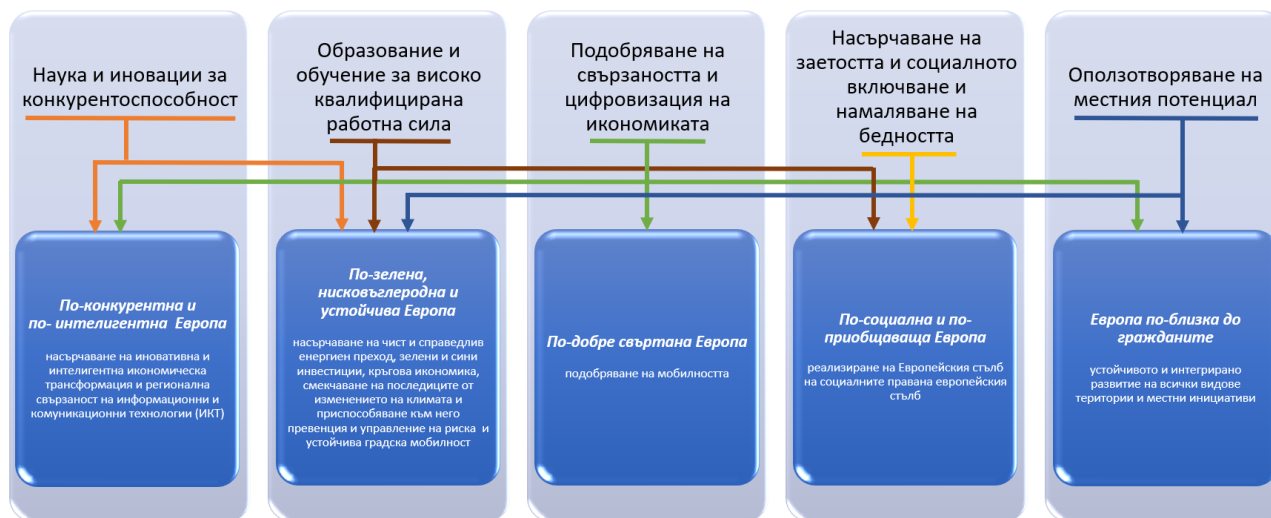 Наука и иновации за
конкурентоспособност
Образование и
обучение за високо
квалифицирана
работна сила
Подобряване на
свързаността и
цифровизация на
икономиката
Насърчаване на
заетостта и социалното
включване и
намаляване на
бедността
Оползотворяване на
местния потенциал
По-конкурентна и
по- интелигентна Европа
насърчаване на иновативна и
интелигентна икономическа
трансформация и регионална
свързаност на информационни и
комуникационни технологии (ИКТ)
По-зелена,
нисковъглеродна и
устойчива Европа
насърчаване на чист и справедлив
енергиен преход, зелени и сини
инвестиции, кръгова икономика,
смекчаване на последиците от
изменението на климата и
приспособяване към него
превенция и управление на риска и
устойчива градска мобилност
По-добре свъртана Европа
подобряване на мобилността
По-социална и по-
приобщаваща Европа
реализиране на Европейския стълб
на социалните правана европейския
стълб
Европа по-близка до
гражданите
устойчивото и интегрирано
развитие на всички видове
територии и местни инициативи